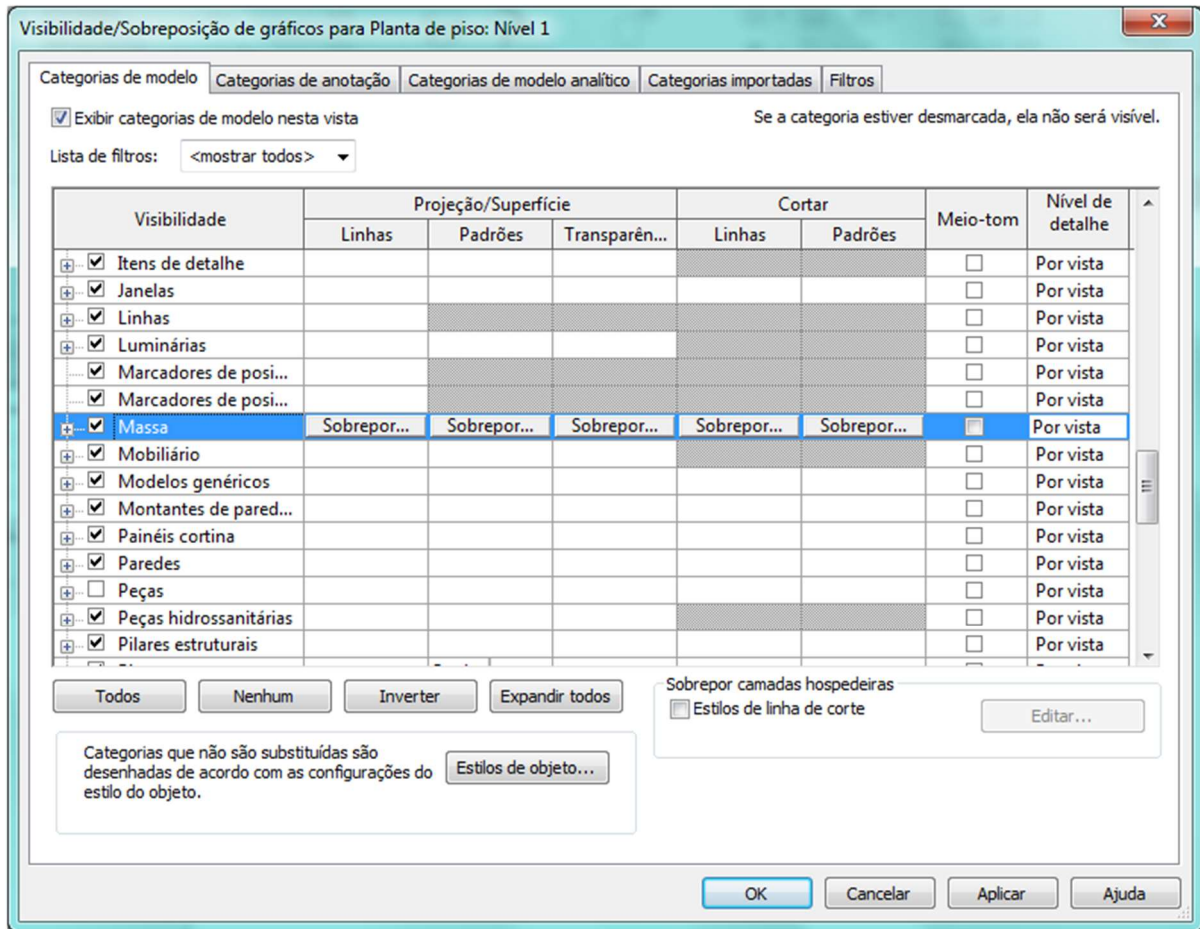 Visibilidade/Sobreposição de gráficos para Planta de piso: Nível 1
Categorias de modelo Categorias de anotação Categorias de modelo analítico Categorias importadas Filtros
Exibir categorias de modelo nesta vista
Se a categoria estiver desmarcada, ela não será visível.
Lista de filtros: <mostrar todos>
Visibilidade Projeção/Superfície Cortar Meio-tom Nível de detalhe
Linhas Padrões Transparên... Linhas Padrões
Itens de detalhe Por vista
Janelas Por vista
Linhas Por vista
Luminárias Por vista
Marcadores de posi... Por vista
Marcadores de posi... Por vista
Massa Sobrepor... Sobrepor... Sobrepor... Sobrepor... Sobrepor... Por vista
Mobiliário Por vista
Modelos genéricos Por vista
Montantes de pared... Por vista
Painéis cortina Por vista
Paredes Por vista
Peças Por vista
Peças hidrossanitárias Por vista
Pilares estruturais Por vista
Todos Nenhum Inverter Expandir todos
Sobrepor camadas hospedeiras
Estilos de linha de corte
Editar...
Categorias que não são substituídas são
desenhadas de acordo com as configurações do
estilo do objeto.
Estilos de objeto...
OK Cancelar Aplicar Ajuda